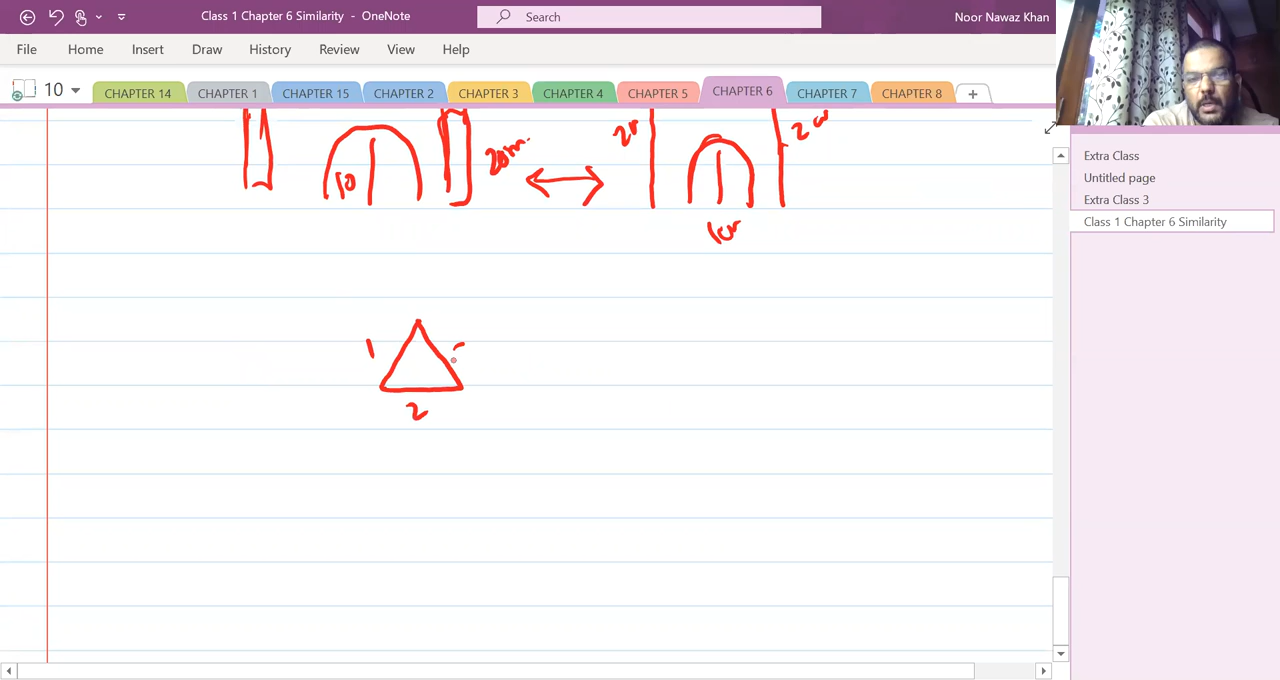 Class 1 Chapter 6 Similarity - OneNote
Search
Noor Nawaz Khan
File Home Insert Draw History Review View Help
10
CHAPTER 14 CHAPTER 1 CHAPTER 15 CHAPTER 2 CHAPTER 3 CHAPTER 4 CHAPTER 5 CHAPTER 6 CHAPTER 7 CHAPTER 8
Extra Class
Untitled page
Extra Class 3
Class 1 Chapter 6 Similarity
10
20m
1
2